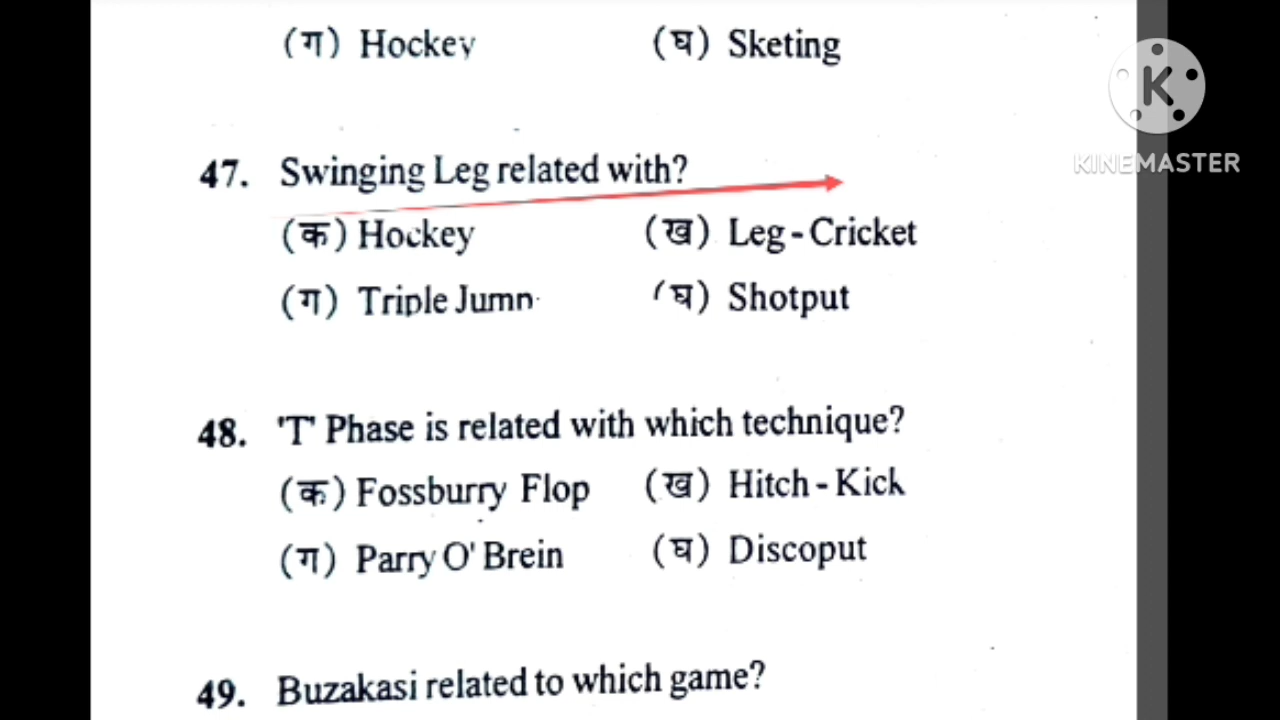 (ग) Hockey (घ) Sketing
K
KINEMASTER
47. Swinging Leg related with?
(क) Hockey (ख) Leg - Cricket
(ग) Triple Jump (घ) Shotput
48. 'T' Phase is related with which technique?
(क) Fossburry Flop (ख) Hitch - Kick
(ग) Parry O' Brein (घ) Discoput
49. Buzakasi related to which game?